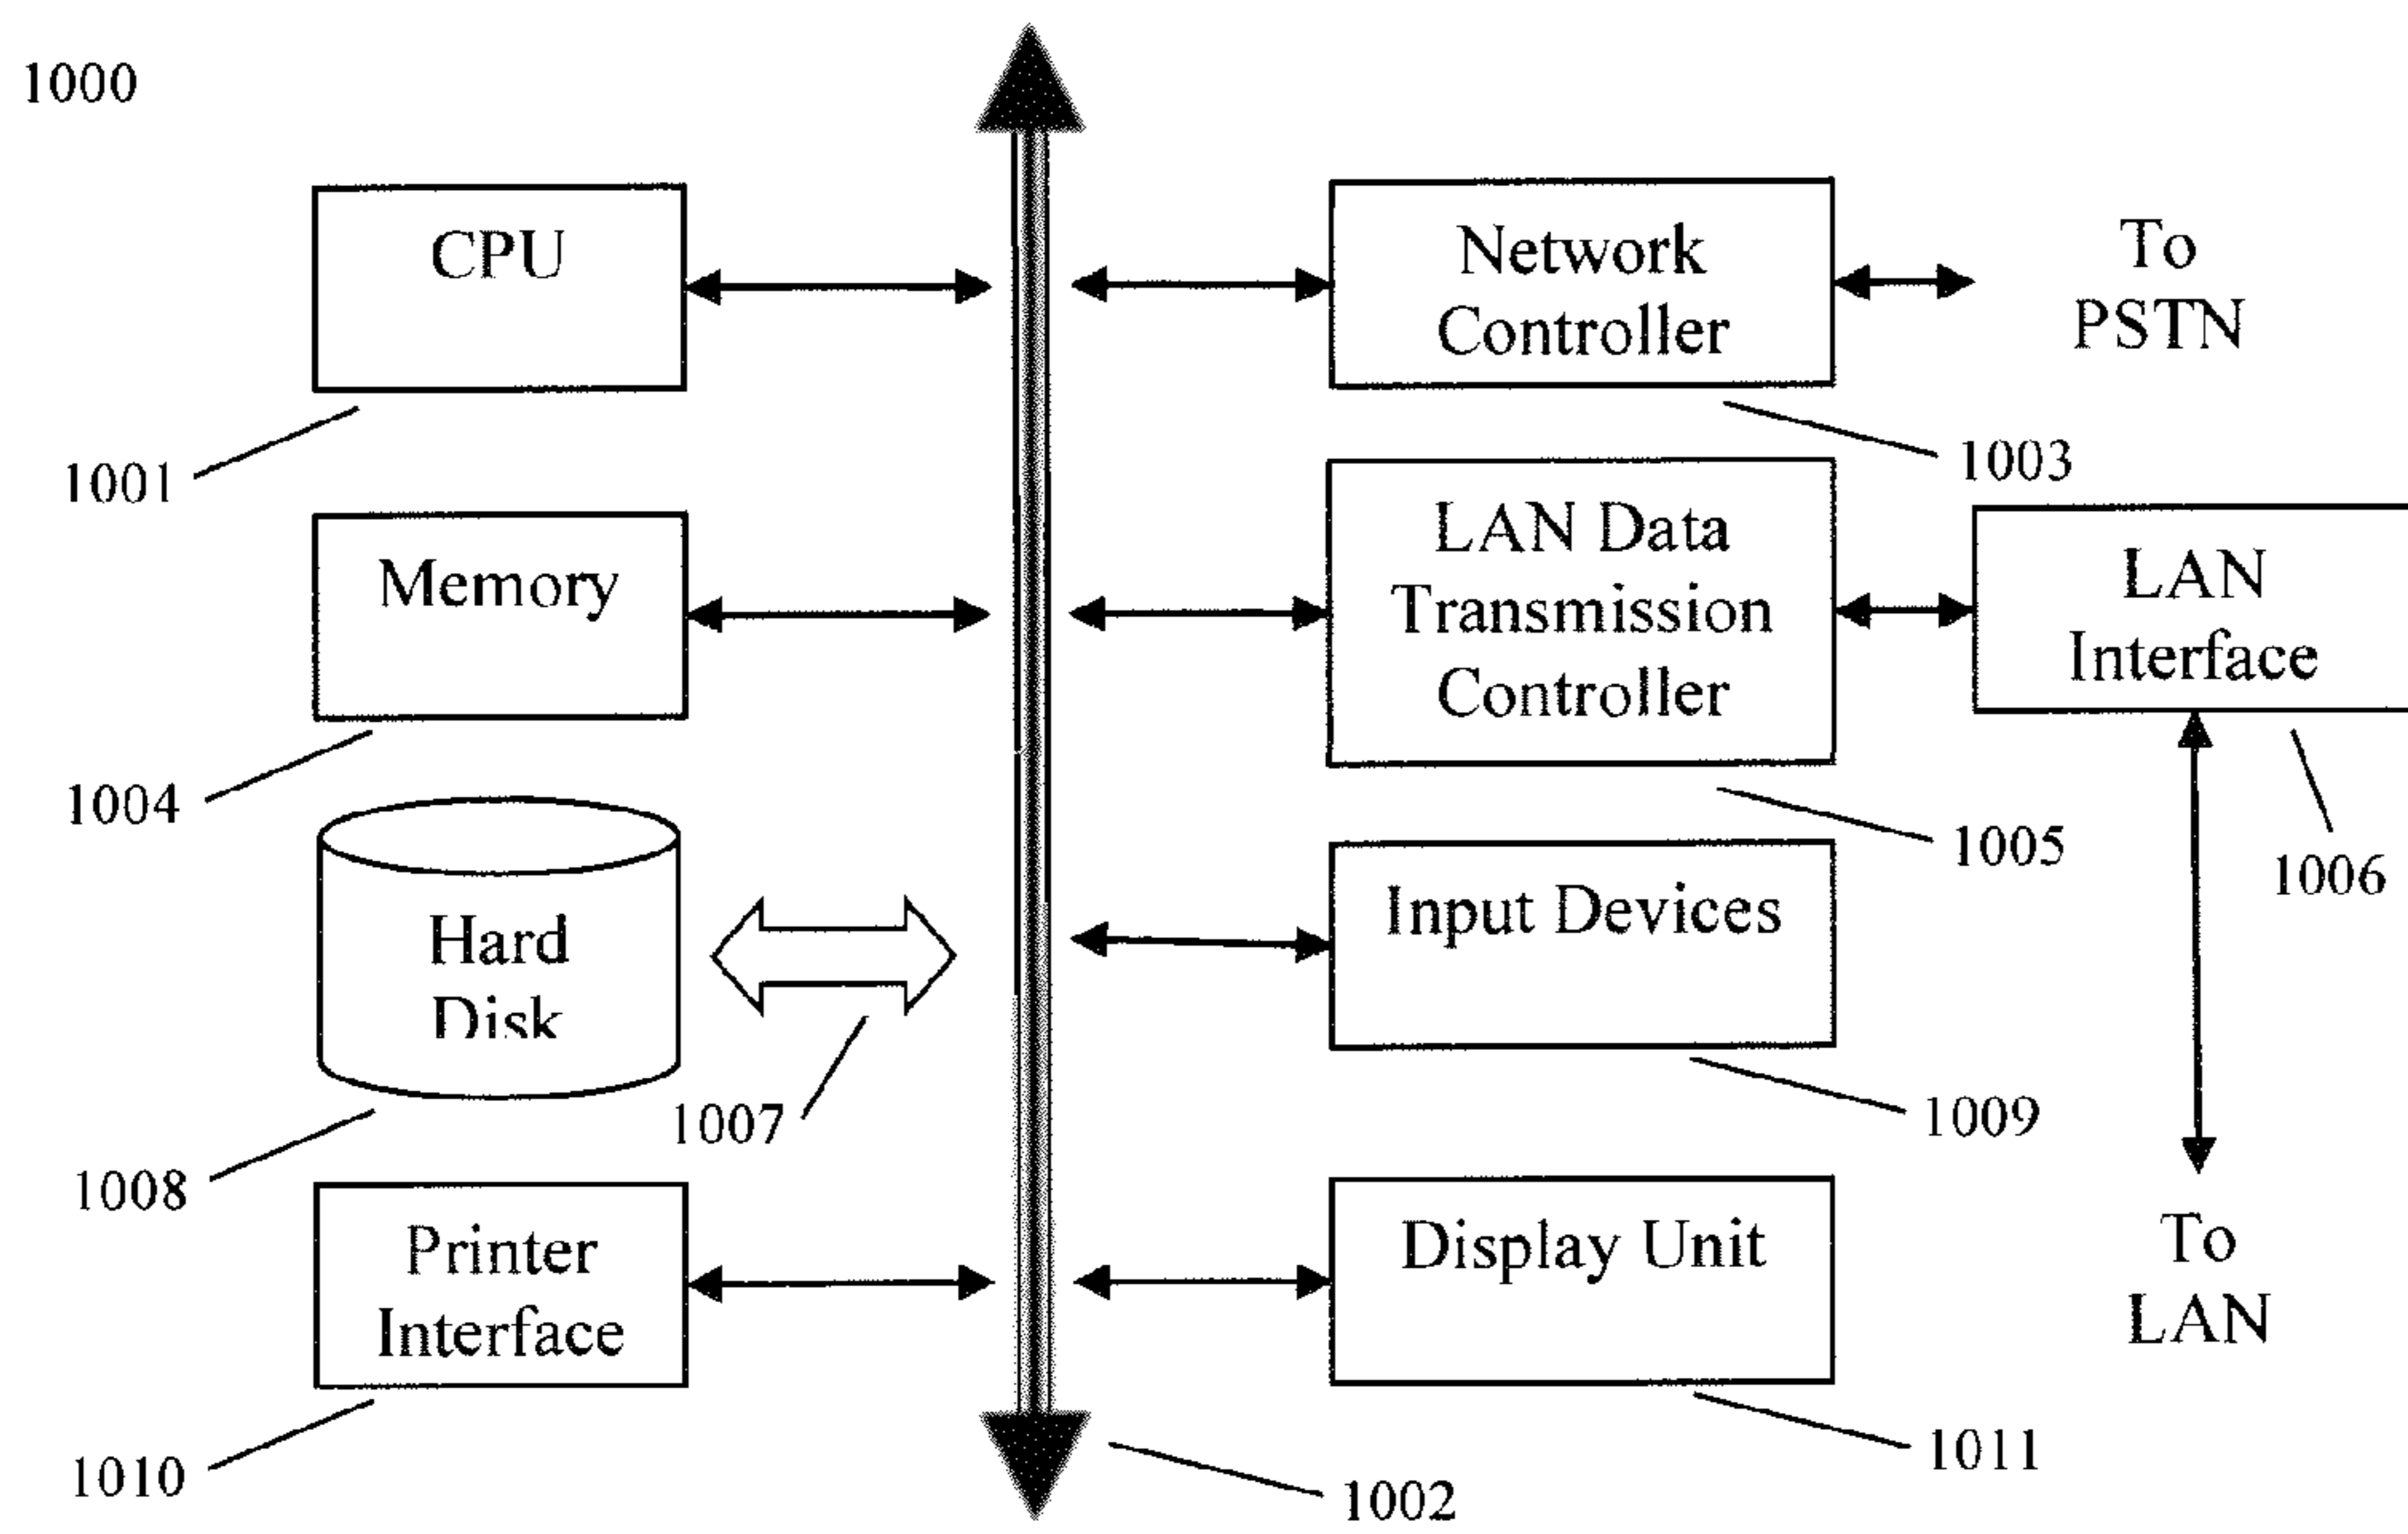 1000
CPU
1001
Network
Controller
To
PSTN
1003
Memory
1004
LAN Data
Transmission
Controller
1005
LAN
Interface
1006
Hard
Disk
1008
1007
Input Devices
1009
Printer
Interface
1010
Display Unit
1011
To
LAN
1002